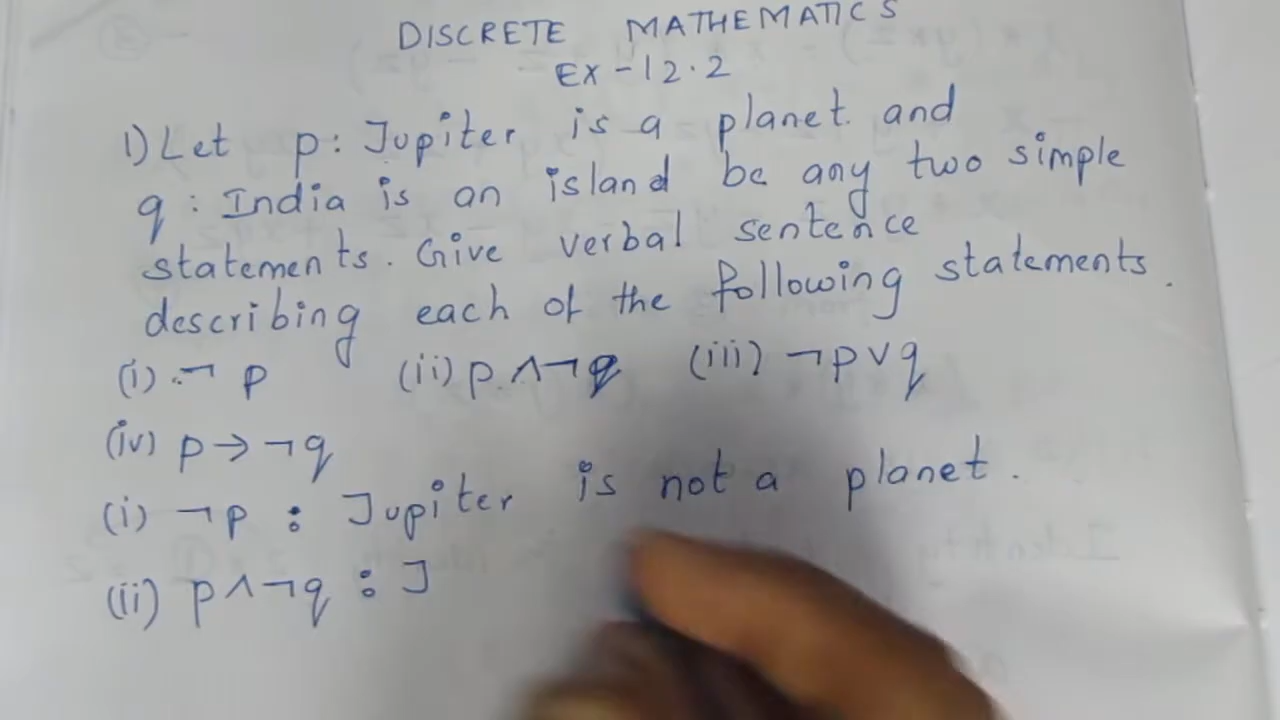 DISCRETE MATHEMATICS
EX-12.2
1) Let p: Jupiter is a planet. and
q : India is an island be any two simple
statements. Give verbal sentence
describing each of the following statements.
(i) ¬ p (ii) p ∧ ¬ q (iii) ¬p ∨ q
(iv) p → ¬q
(i) ¬p : Jupiter is not a planet.
(ii) p ∧ ¬q : J